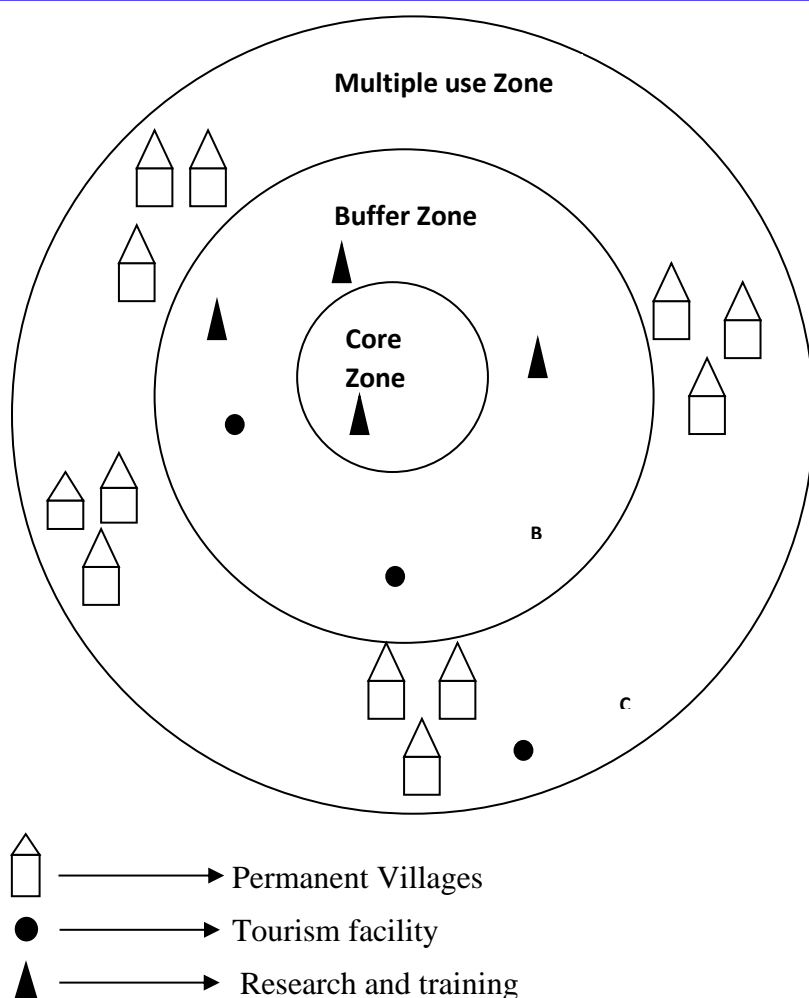 Multiple use Zone
Buffer Zone
Core
Zone
B
C
Permanent Villages
Tourism facility
Research and training